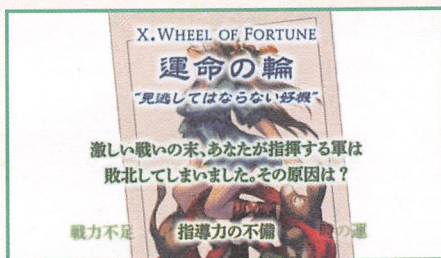 X.WHEEL OF FORTUNE
運命の輪
"見逃してはならない好機"
激しい戦いの末、あなたが指揮する軍は
敗北してしまいました。その原因は?
戦力不足 指導力の不備 の運